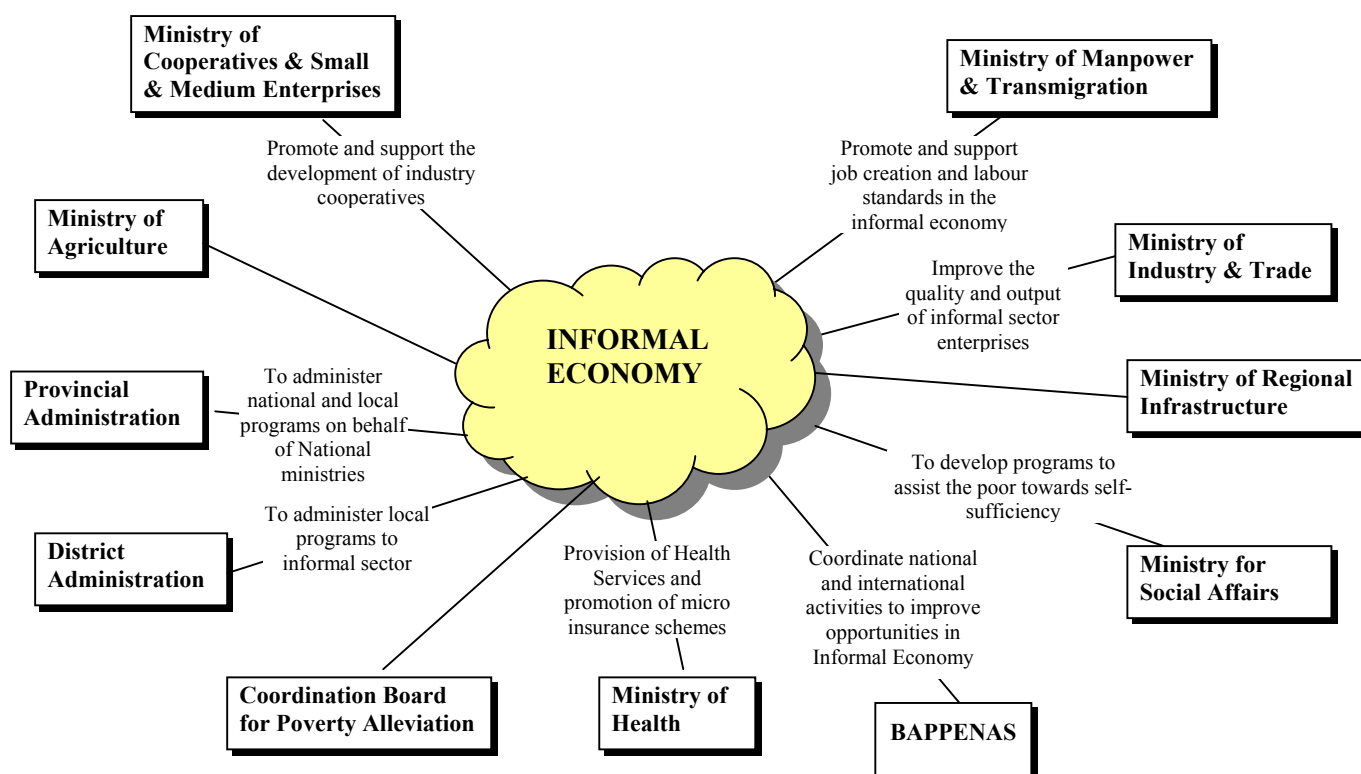 Ministry of
Cooperatives & Small
& Medium Enterprises
Ministry of Manpower
& Transmigration
Promote and support the
development of industry
cooperatives
Promote and support
job creation and labour
standards in the
informal economy
Ministry of
Agriculture
Ministry of
Industry & Trade
Improve the
quality and output
of informal sector
enterprises
INFORMAL
ECONOMY
Provincial
Administration
To administer
national and local
programs on behalf
of National
ministries
Ministry of Regional
Infrastructure
To develop programs to
assist the poor towards self-
sufficiency
District
Administration
To administer local
programs to
informal sector
Provision of Health
Services and
promotion of micro
insurance schemes
Coordinate national
and international
activities to improve
opportunities in
Informal Economy
Ministry for
Social Affairs
Coordination Board
for Poverty Alleviation
Ministry of
Health
BAPPENAS